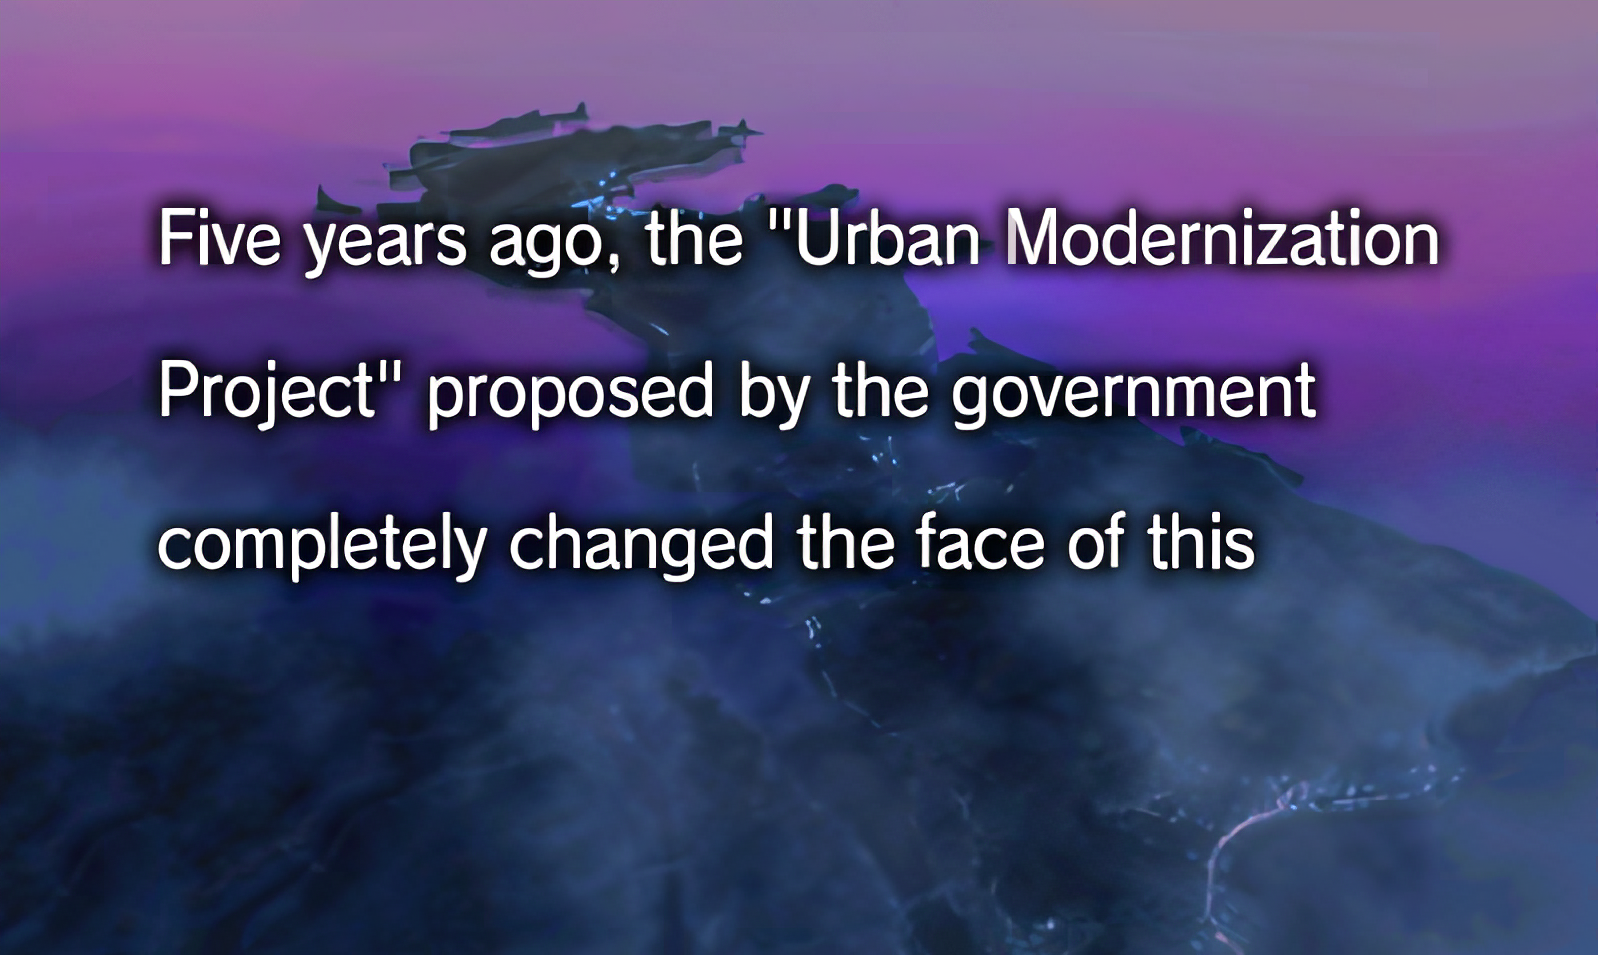 Five years ago, the "Urban Modernization
Project" proposed by the government
completely changed the face of this